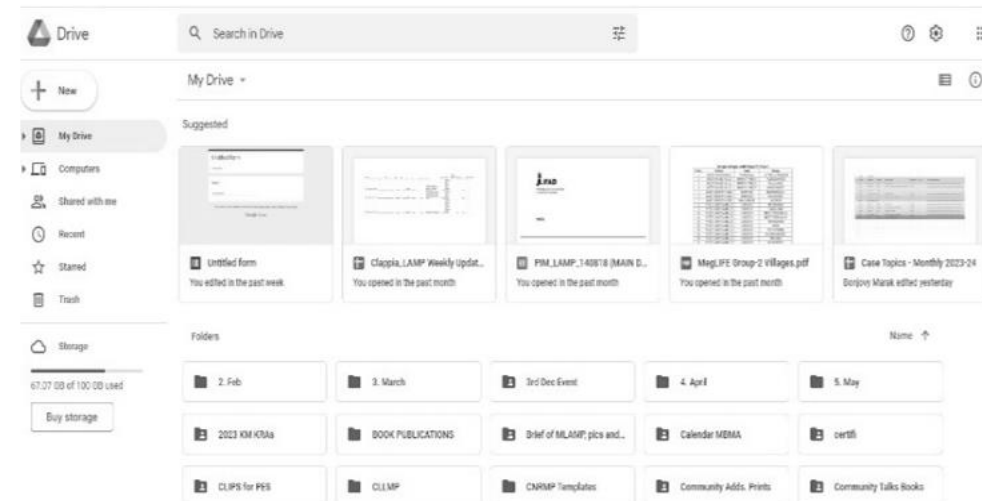 Drive
Search in Drive
New
My Drive
Computers
Shared with me
Recent
Starred
Trash
Storage
67.07 GB of 100 GB used
Buy storage
My Drive
Suggested
Untitled form
You edited in the past week
Clappia_LAMP Weekly Updat...
You opened in the past month
IFAD
PIM_LAMP_140818 (MAIN D...
You opened in the past month
MegLIFE Group-2 Villages.pdf
You opened in the past month
Case Topics - Monthly 2023-24
Bonjovy Marak edited yesterday
Folders
Name
2. Feb
3. March
3rd Dec Event
4. April
5. May
2023 KM KRAs
BOOK PUBLICATIONS
Brief of MLAMP, pics and...
Calendar MBMA
certifi
CLIPS for PES
CLLMP
CNRMP Templates
Community Adds. Prints
Community Talks Books